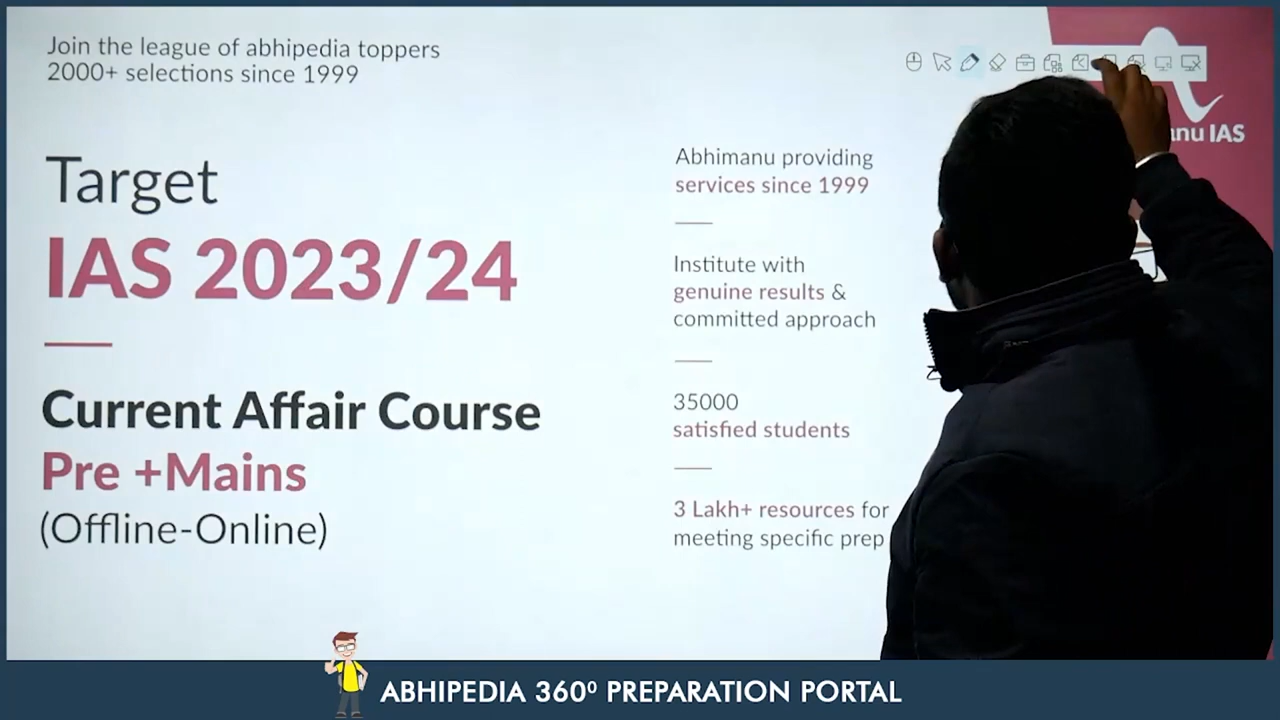 Join the league of abhipedia toppers
2000+ selections since 1999
Target
IAS 2023/24
Current Affair Course
Pre +Mains
(Offline-Online)
Abhimanu providing
services since 1999
Institute with
genuine results &
committed approach
35000
satisfied students
3 Lakh+ resources for
meeting specific prep
IAS
ABHIPEDIA 360⁰ PREPARATION PORTAL